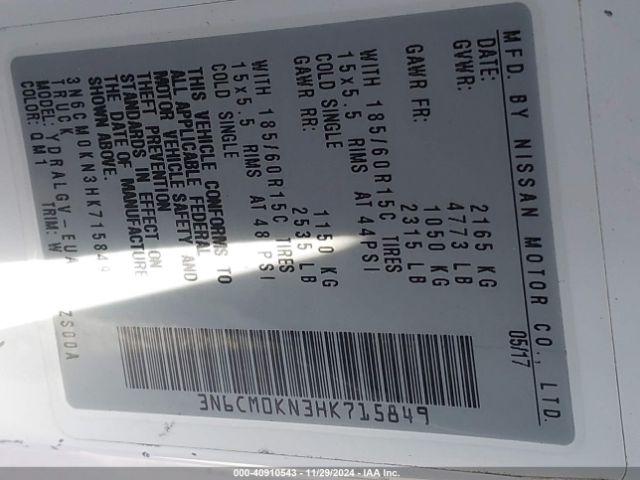 MFD. BY NISSAN MOTOR CO., LTD.
DATE: 05/17
GVWR: 2165 KG
4773 LB
GAWR FR: 1050 KG
2315 LB
WITH 185/60R15C TIRES
15x5.5 RIMS AT 44PSI
COLD SINGLE
GAWR RR: 1150 KG
2535 LB
WITH 185/60R15C TIRES
15x5.5 RIMS AT 48 PSI
COLD SINGLE
THIS VEHICLE CONFORMS TO
ALL APPLICABLE FEDERAL
MOTOR VEHICLE SAFETY AND
THEFT PREVENTION
STANDARDS IN EFFECT ON
THE DATE OF MANUFACTURE
SHOWN ABOVE.
3N6CM0KN3HK715849
TRUCK
MODEL: YDRALGV-EUA ZS00A
COLOR: QM1 TRIM: W
3N6CM0KN3HK715849
000-40910543 - 11/29/2024 - IAA Inc.